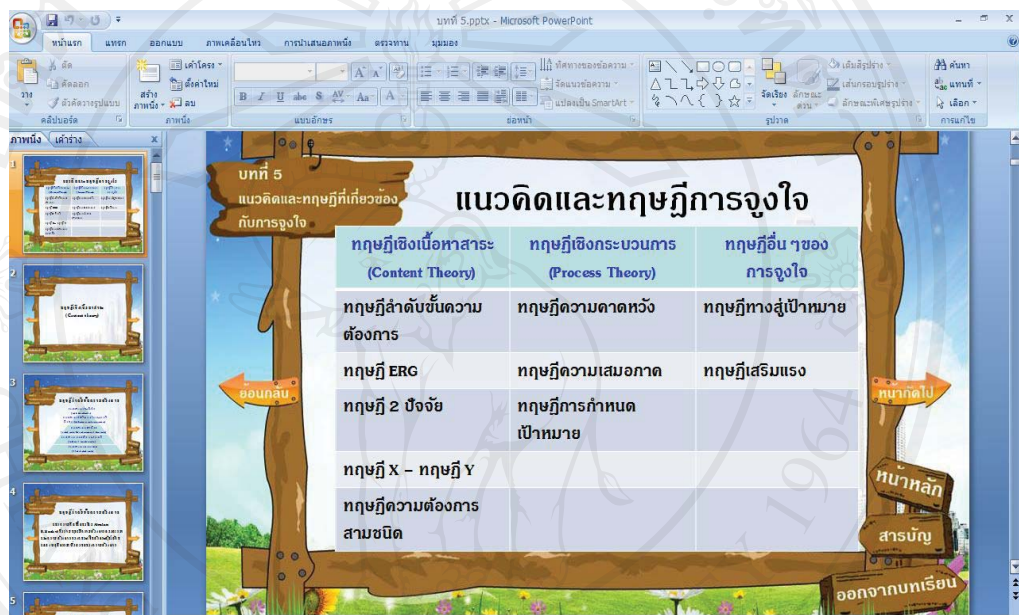 บทที่ 5.pptx - Microsoft PowerPoint
หน้าแรก แทรก ออกแบบ ภาพเคลื่อนไหว การนำเสนอภาพนิ่ง ตรวจทาน มุมมอง
ตัด
คัดลอก
ตัวคัดวางรูปแบบ
วาง
คลิปบอร์ด
สร้าง
ภาพนิ่ง
เค้าโครง
ตั้งค่าใหม่
ลบ
ภาพนิ่ง
แบบอักษร
ทิศทางของข้อความ
จัดแนวข้อความ
แปลงเป็น SmartArt
ย่อหน้า
จัดเรียง
ลักษณะ
ด่วน
เติมสีรูปร่าง
เส้นกรอบรูปร่าง
ลักษณะพิเศษรูปร่าง
รูปวาด
ค้นหา
แทนที่
เลือก
การแก้ไข
ภาพนิ่ง เค้าร่าง
1
2
3
4
5
บทที่ 5
แนวคิดและทฤษฎีที่เกี่ยวข้อง
กับการจูงใจ
แนวคิดและทฤษฎีการจูงใจ
ทฤษฎีเชิงเนื้อหาสาระ ทฤษฎีเชิงกระบวนการ ทฤษฎีอื่น ๆของ
(Content Theory) (Process Theory) การจูงใจ
ทฤษฎีลำดับขั้นความ ทฤษฎีความคาดหวัง ทฤษฎีทางสู่เป้าหมาย
ต้องการ
ทฤษฎี ERG ทฤษฎีความเสมอภาค ทฤษฎีเสริมแรง
ทฤษฎี 2 ปัจจัย ทฤษฎีการกำหนด
เป้าหมาย
ทฤษฎี X – ทฤษฎี Y
ทฤษฎีความต้องการ
สามชนิด
ย้อนกลับ
หน้าถัดไป
หน้าหลัก
สารบัญ
ออกจากบทเรียน